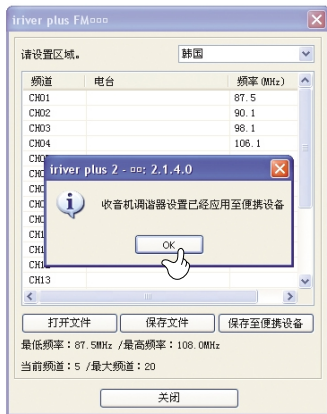 iriver plus FM¤¤¤
请设置区域。 韩国
频道 电台 频率(MHz)
CH01 87.5
CH02 90.1
CH03 98.1
CH04 106.1
iriver plus 2 - ¤¤; 2.1.4.0
收音机调谐器设置已经应用至便携设备
OK
CH13
打开文件 保存文件 保存至便携设备
最低频率：87.5MHz /最高频率：108.0MHz
当前频道：5 /最大频道：20
关闭